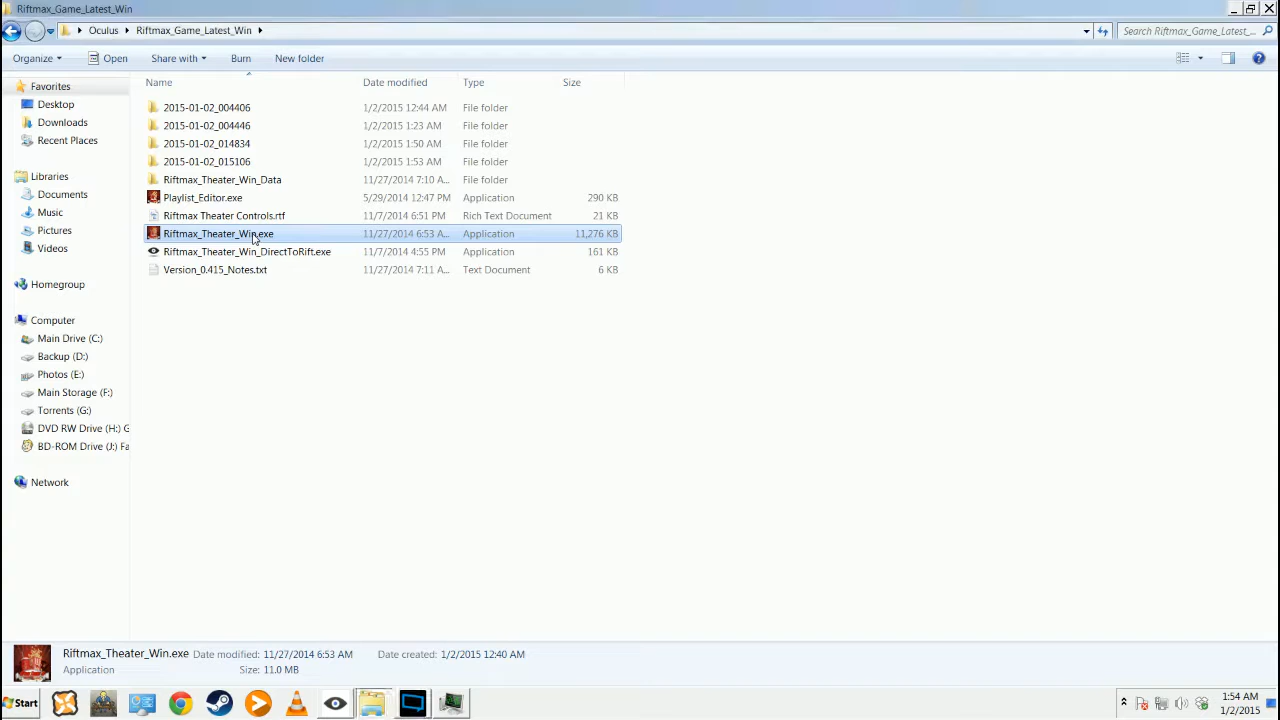 Riftmax_Game_Latest_Win
Oculus Riftmax_Game_Latest_Win Search Riftmax_Game_Latest_...
Organize Open Share with Burn New folder
Name Date modified Type Size
Favorites
Desktop
Downloads
Recent Places
Libraries
Documents
Music
Pictures
Videos
Homegroup
Computer
Main Drive (C:)
Backup (D:)
Photos (E:)
Main Storage (F:)
Torrents (G:)
DVD RW Drive (H:) G
BD-ROM Drive (J:) Fa
Network
2015-01-02_004406 1/2/2015 12:44 AM File folder
2015-01-02_004446 1/2/2015 1:23 AM File folder
2015-01-02_014834 1/2/2015 1:50 AM File folder
2015-01-02_015106 1/2/2015 1:53 AM File folder
Riftmax_Theater_Win_Data 11/27/2014 7:10 A... File folder
Playlist_Editor.exe 5/29/2014 12:47 PM Application 290 KB
Riftmax Theater Controls.rtf 11/7/2014 6:51 PM Rich Text Document 21 KB
Riftmax_Theater_Win.exe 11/27/2014 6:53 A... Application 11,276 KB
Riftmax_Theater_Win_DirectToRift.exe 11/7/2014 4:55 PM Application 161 KB
Version_0.415_Notes.txt 11/27/2014 7:11 A... Text Document 6 KB
Riftmax_Theater_Win.exe Date modified: 11/27/2014 6:53 AM Date created: 1/2/2015 12:40 AM
Application Size: 11.0 MB
Start 1:54 AM
1/2/2015